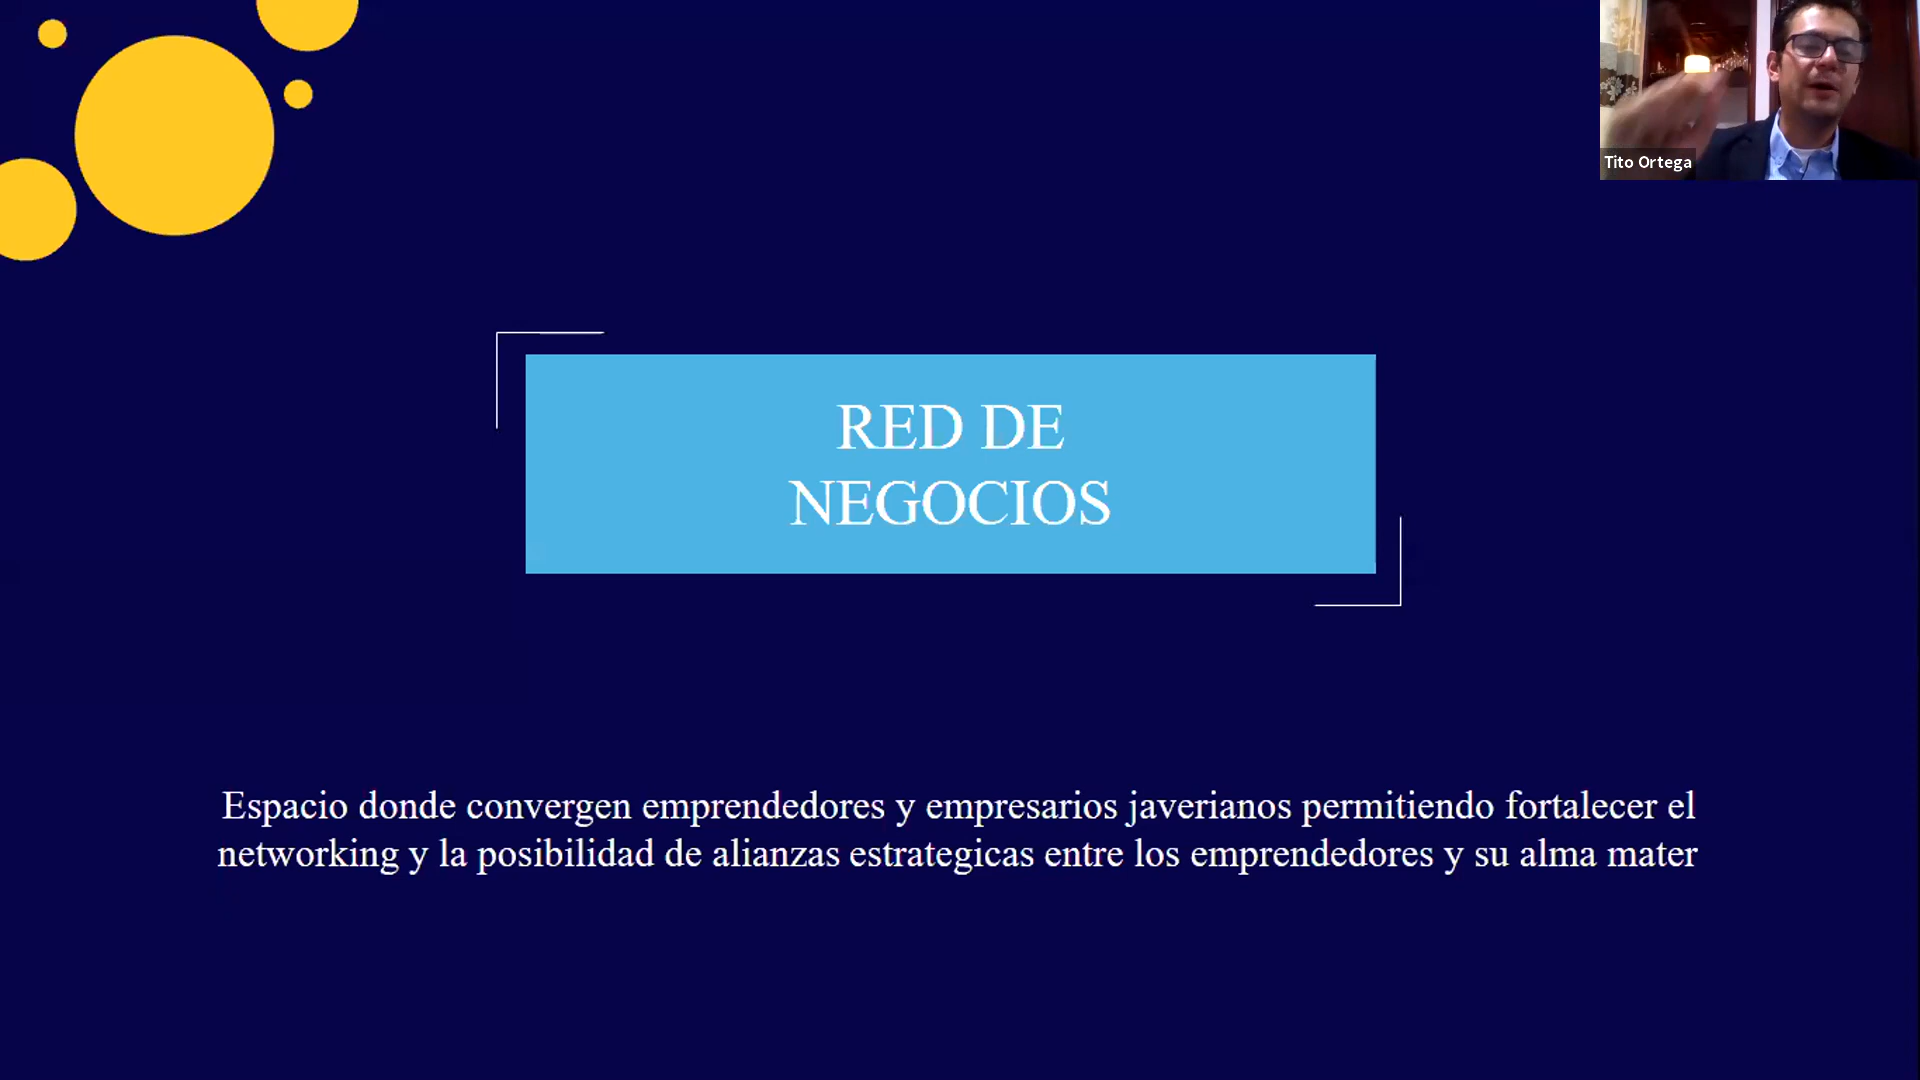 Tito Ortega
RED DE
NEGOCIOS
Espacio donde convergen emprendedores y empresarios javerianos permitiendo fortalecer el
networking y la posibilidad de alianzas estrategicas entre los emprendedores y su alma mater